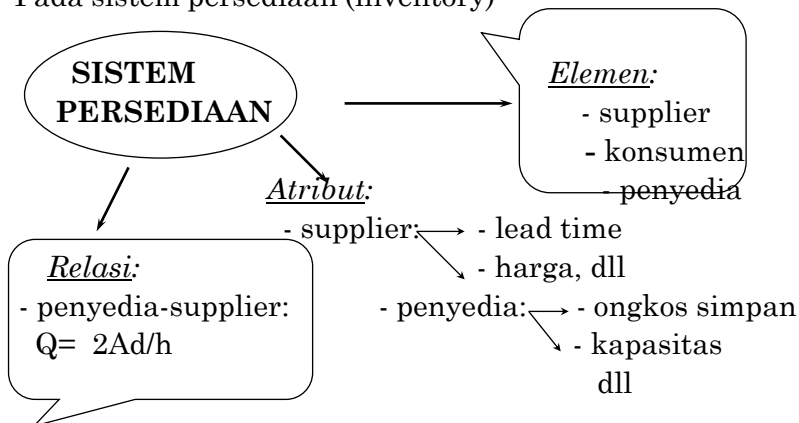 Pada sistem persediaan (inventory)
SISTEM
PERSEDIAAN
Elemen:
- supplier
- konsumen
- penyedia
Atribut:
- supplier: - lead time
- harga, dll
- penyedia: - ongkos simpan
- kapasitas
dll
Relasi:
- penyedia-supplier:
Q= 2Ad/h